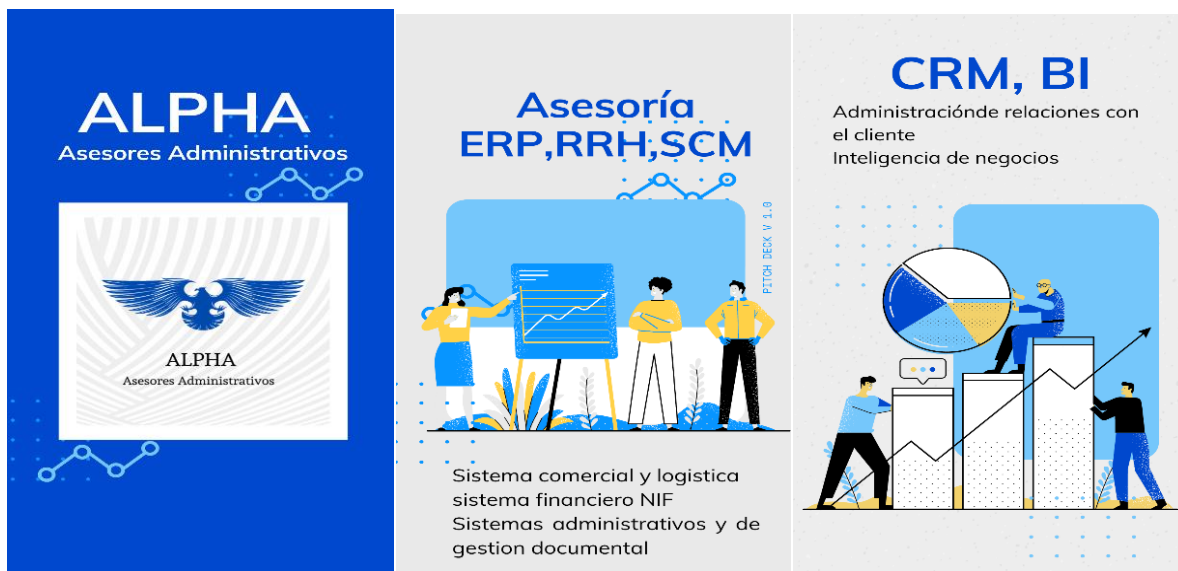 ALPHA
Asesores Administrativos
ALPHA
Asesores Administrativos
Asesoría
ERP,RRH,SCM
PITCH DECK V 1.0
Sistema comercial y logistica
sistema financiero NIF
Sistemas administrativos y de
gestion documental
CRM, BI
Administraciónde relaciones con
el cliente
Inteligencia de negocios